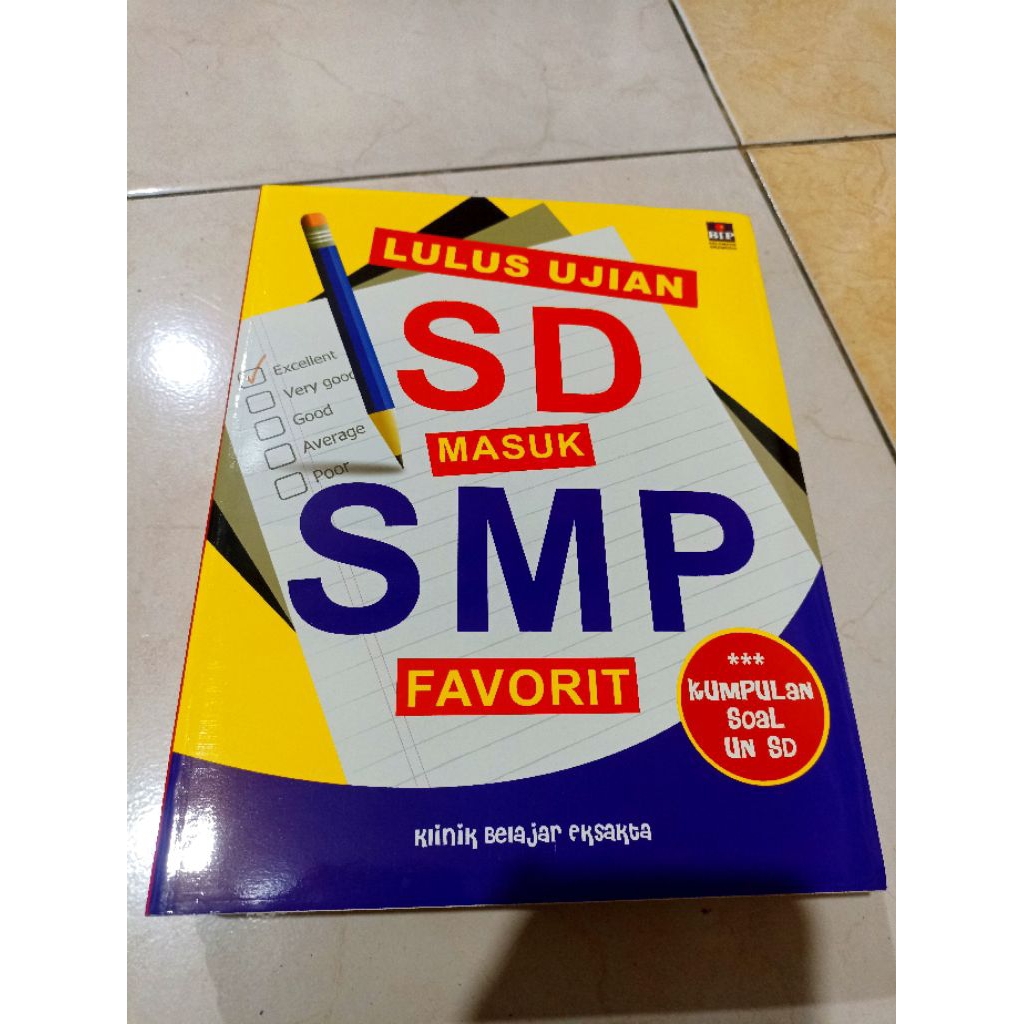 BIP
LULUS UJIAN
SD
MASUK
SMP
FAVORIT
Excellent
Very good
Good
Average
Poor
***
KUMPULAN
SOAL
UN SD
Klinik Belajar Eksakta